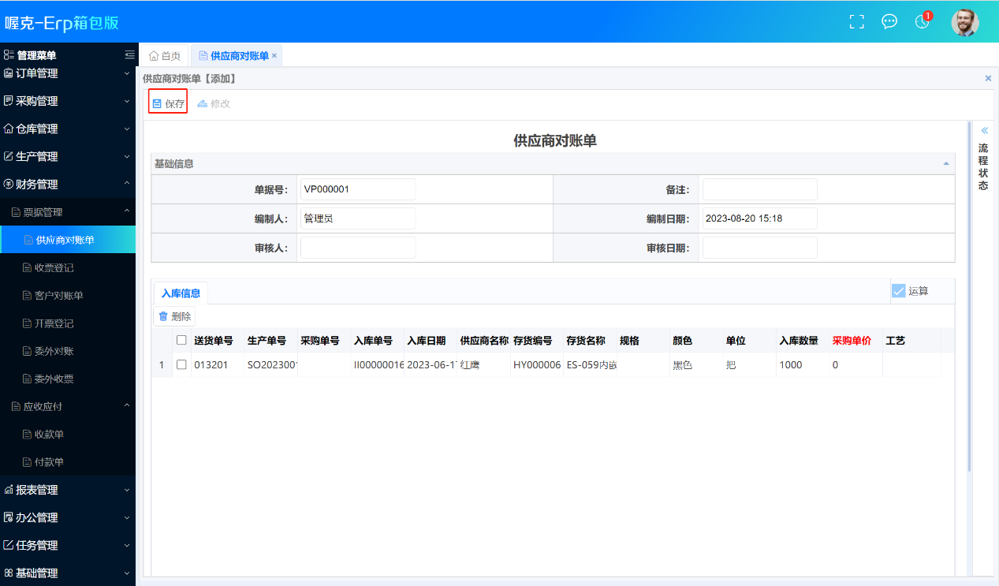 喔克-Erp箱包版
1
管理菜单
订单管理
采购管理
仓库管理
生产管理
财务管理
票据管理
供应商对账单
收票登记
客户对账单
开票登记
委外对账
委外收票
应收应付
收款单
付款单
报表管理
办公管理
任务管理
基础管理
首页 供应商对账单 ×
供应商对账单【添加】 ×
保存 修改
供应商对账单
基础信息
单据号: VP000001 备注:
编制人: 管理员 编制日期: 2023-08-20 15:18
审核人: 审核日期:
入库信息 运算
删除
送货单号 生产单号 采购单号 入库单号 入库日期 供应商名称 存货编号 存货名称 规格 颜色 单位 入库数量 采购单价 工艺
1 013201 SO2023001 II00000016 2023-06-17 红鹰 HY000006 ES-059内嵌 黑色 把 1000 0
流程状态